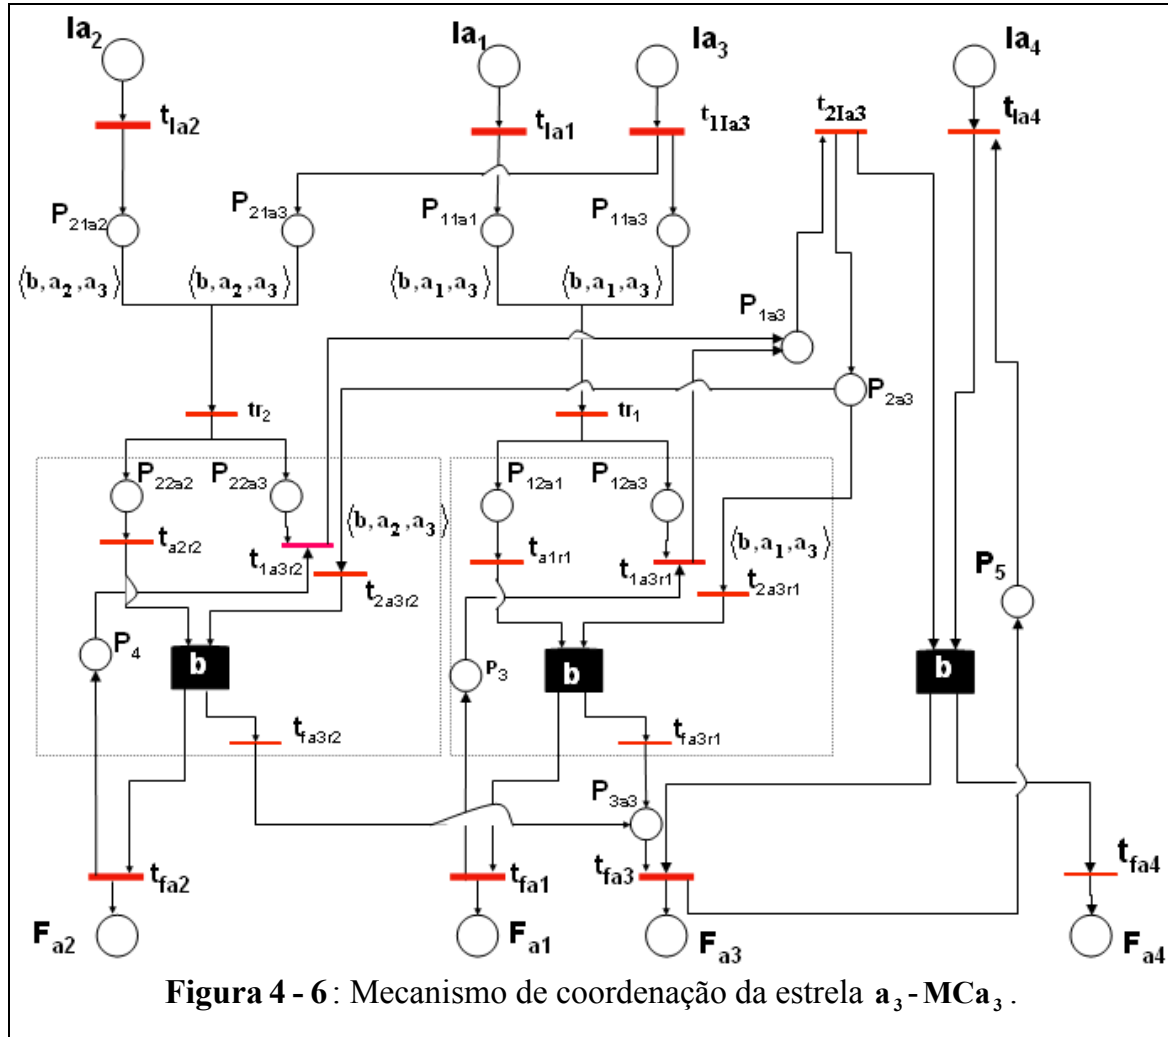 Ia2 Ia1 Ia3 Ia4
tIa2 tIa1 t1Ia3 t2Ia3 tIa4
P21a2 P21a3 P11a1 P11a3
⟨b, a2, a3⟩ ⟨b, a2, a3⟩ ⟨b, a1, a3⟩ ⟨b, a1, a3⟩
P1a3
P2a3
tr2 tr1
P22a2 P22a3 P12a1 P12a3
⟨b, a2, a3⟩ ⟨b, a1, a3⟩
ta2r2 t1a3r2 ta1r1 t1a3r1
t2a3r2 t2a3r1 P5
P4 b P3 b b
tfa3r2 tfa3r1
P3a3
tfa2 tfa1 tfa3 tfa4
Fa2 Fa1 Fa3 Fa4
Figura 4 - 6 : Mecanismo de coordenação da estrela a3 - MCa3 .